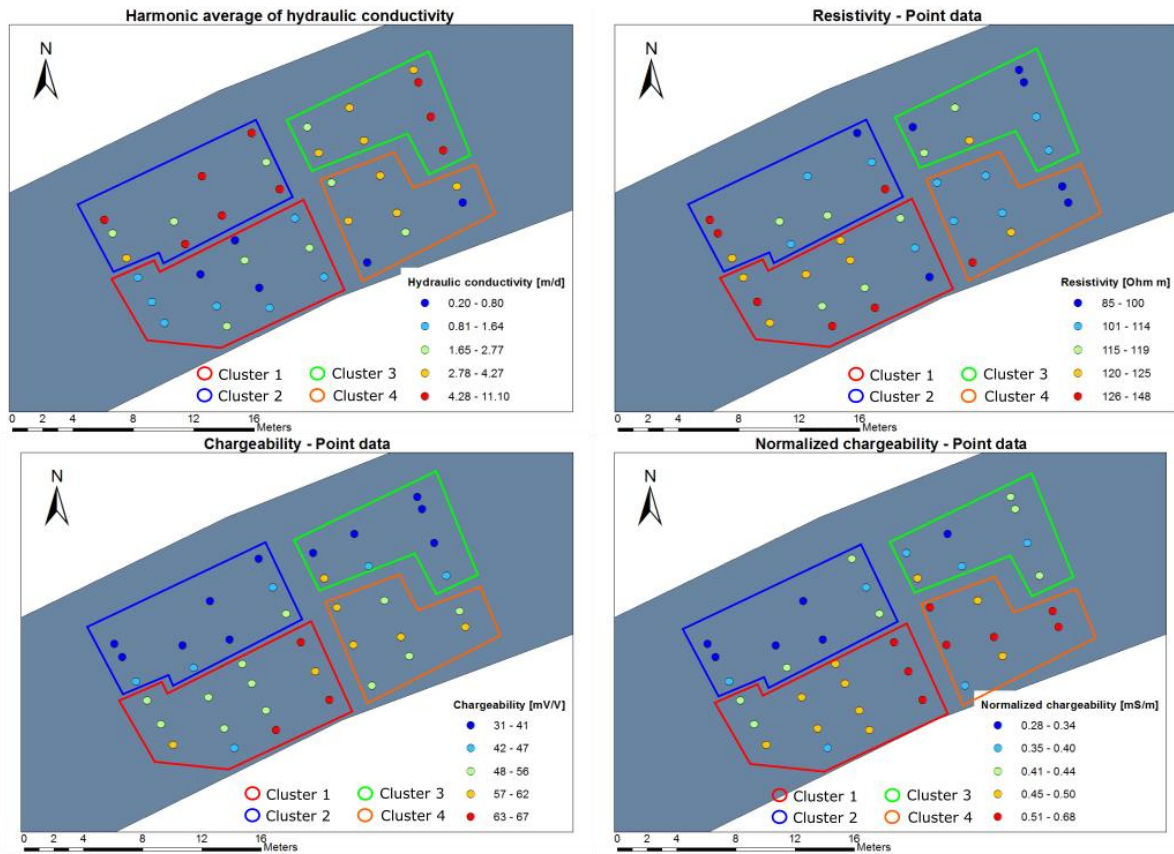 Harmonic average of hydraulic conductivity
N
Hydraulic conductivity [m/d]
0.20 - 0.80
0.81 - 1.64
1.65 - 2.77
2.78 - 4.27
4.28 - 11.10
Cluster 1
Cluster 3
Cluster 2
Cluster 4
0 2 4 8 12 16
Meters
Resistivity - Point data
N
Resistivity [Ohm m]
85 - 100
101 - 114
115 - 119
120 - 125
126 - 148
Cluster 1
Cluster 3
Cluster 2
Cluster 4
0 2 4 8 12 16
Meters
Chargeability - Point data
N
Chargeability [mV/V]
31 - 41
42 - 47
48 - 56
57 - 62
63 - 67
Cluster 1
Cluster 3
Cluster 2
Cluster 4
0 2 4 8 12 16
Meters
Normalized chargeability - Point data
N
Normalized chargeability [mS/m]
0.28 - 0.34
0.35 - 0.40
0.41 - 0.44
0.45 - 0.50
0.51 - 0.68
Cluster 1
Cluster 3
Cluster 2
Cluster 4
0 2 4 8 12 16
Meters